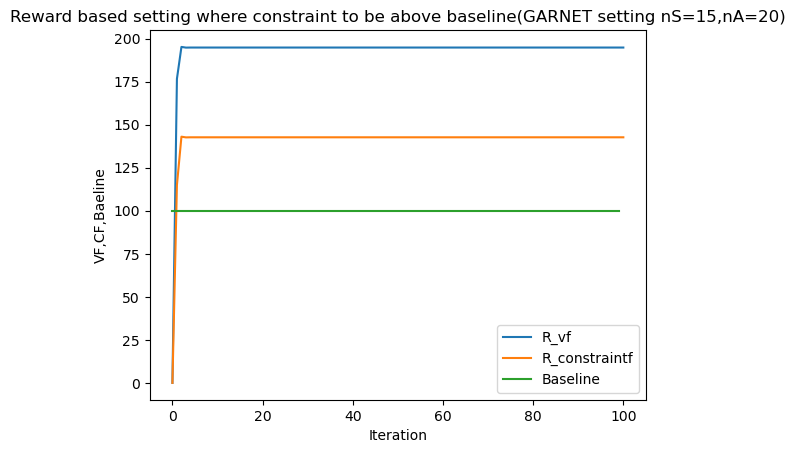 Reward based setting where constraint to be above baseline(GARNET setting nS=15,nA=20)
200
175
150
125
100
75
50
25
0
VF,CF,Baeline
R_vf
R_constraintf
Baseline
0 20 40 60 80 100
Iteration